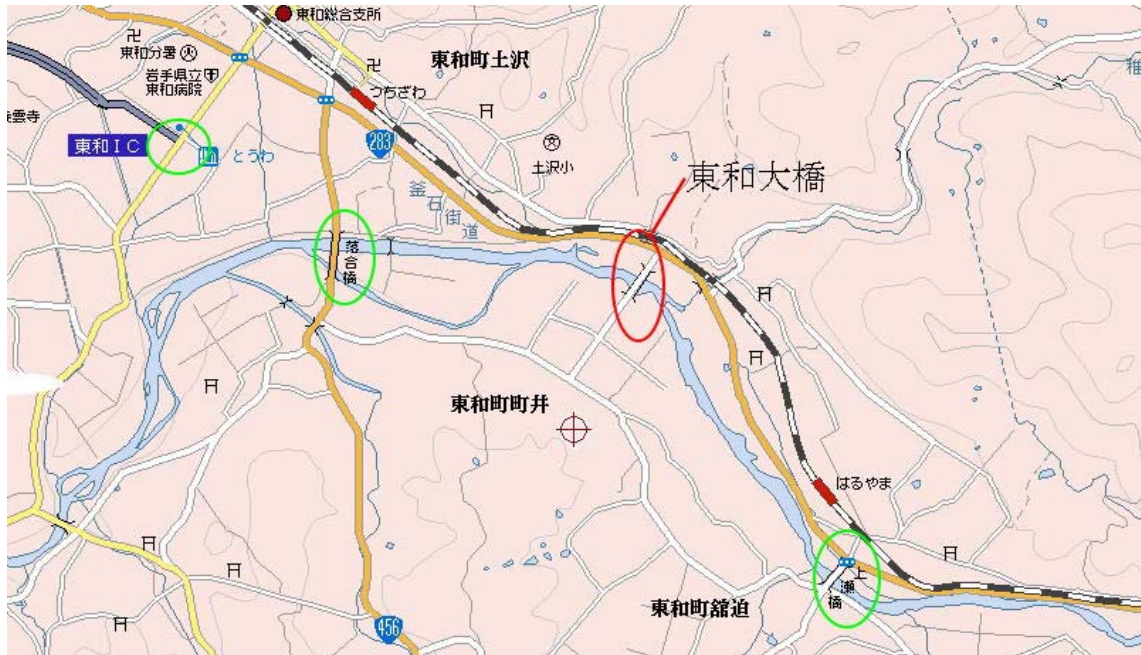 東和総合支所
卍
東和分署
卍
東和町土沢
岩手県立
東和病院
つちざわ
東和IC
とうわ
283
土沢小
東和大橋
釜石街道
落合橋
東和町町井
はるやま
上瀬橋
東和町舘迫
456